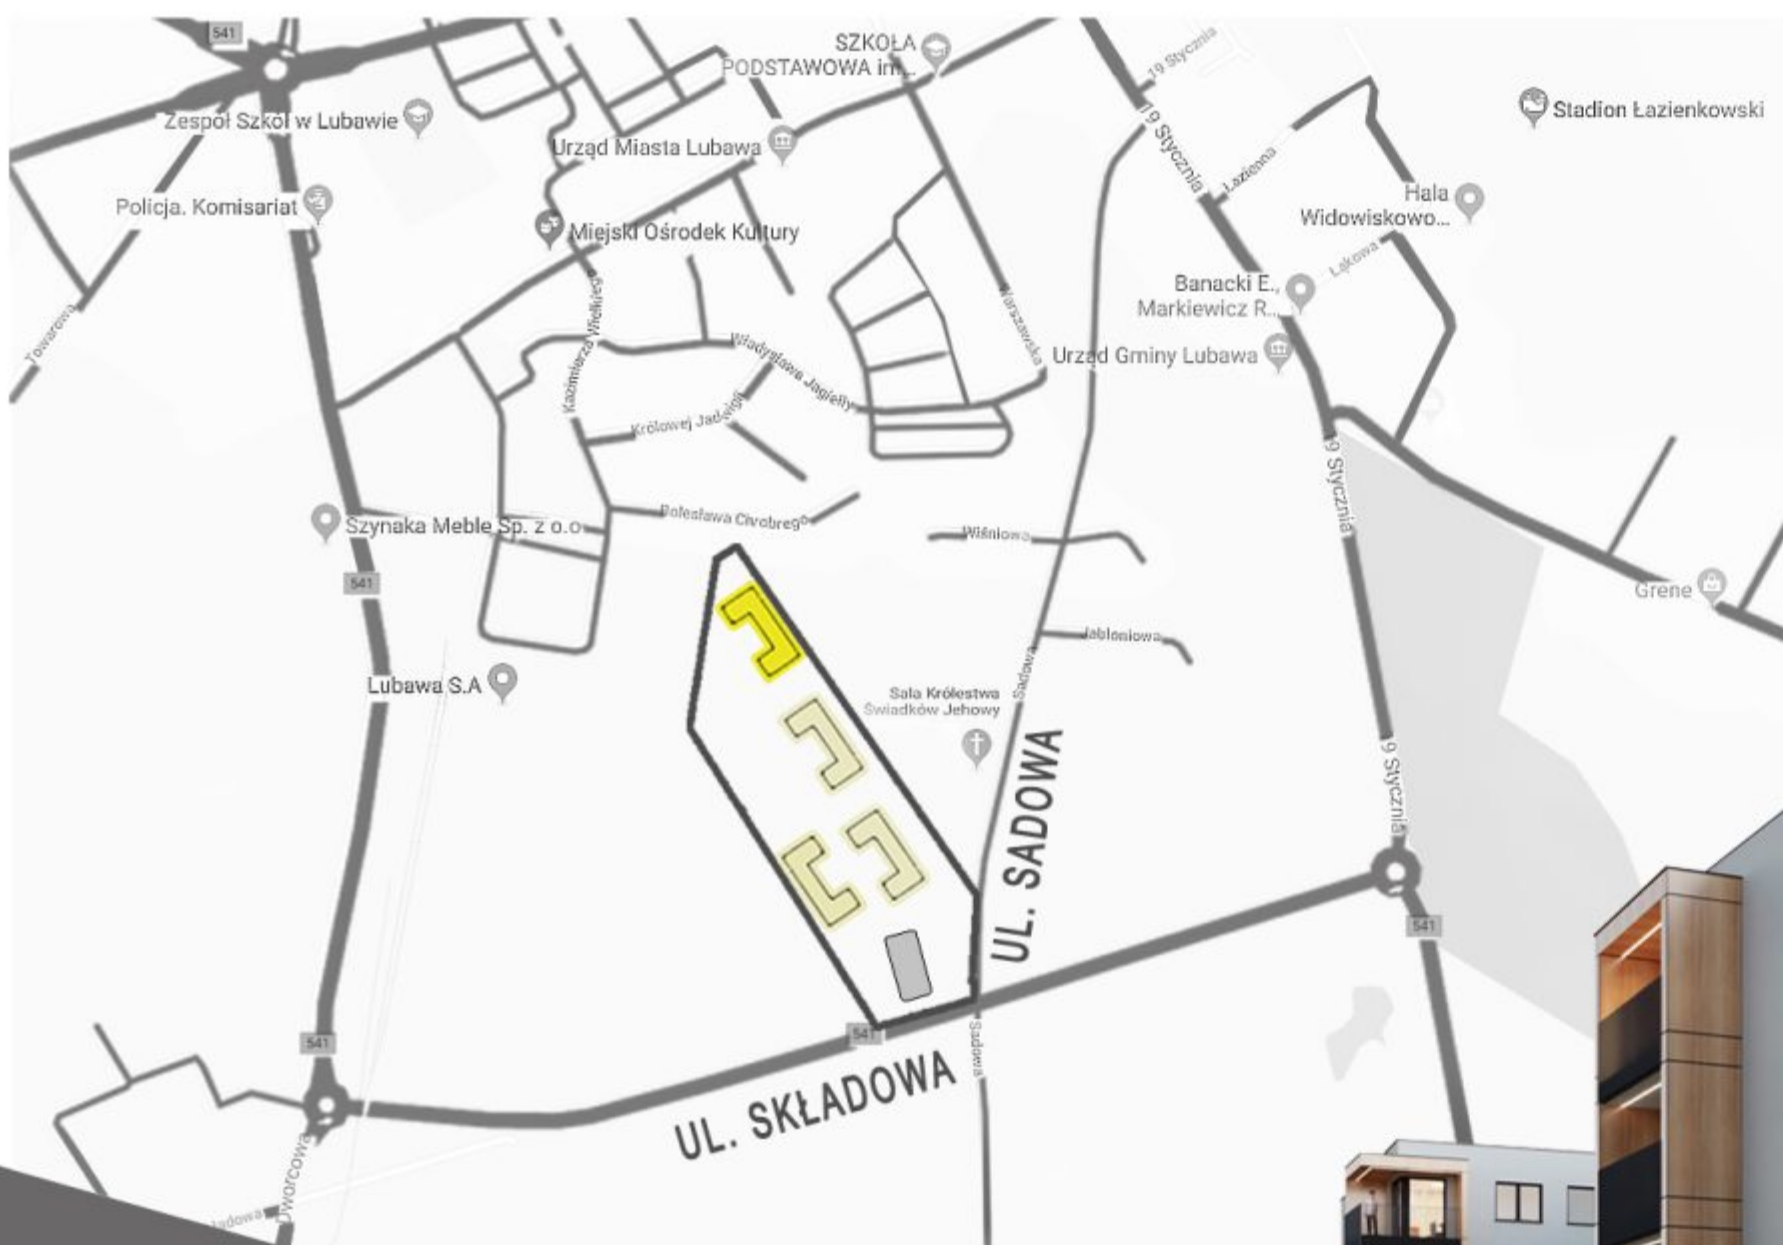 541
SZKOŁA
PODSTAWOWA im...
19 Stycznia
Zespół Szkół w Lubawie
Urząd Miasta Lubawa
19 Stycznia
Stadion Łazienkowski
Łazienna
Policja. Komisariat
Miejski Ośrodek Kultury
Hala
Widowiskowo...
Łąkowa
Banacki E.,
Markiewicz R...
Kazimierza Wielkiego
Warszawska
Towarowa
Władysława Jagiełły
Urząd Gminy Lubawa
Królowej Jadwigi
19 Stycznia
Szynaka Meble Sp. z o.o
Bolesława Chrobrego
Wiśniowa
541
Grene
Jabłoniowa
Lubawa S.A
Sadowa
Sala Królestwa
Świadków Jehowy
19 Stycznia
UL. SADOWA
541
541
541
Sadowa
UL. SKŁADOWA
Dworcowa
ładowa